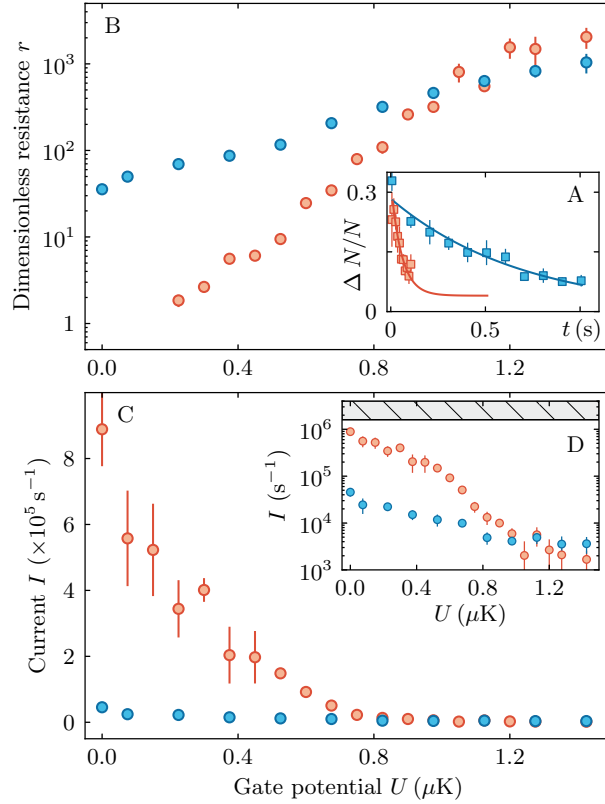 B
Dimensionless resistance r
10³
10²
10¹
1
0.0 0.4 0.8 1.2
A
Δ N/N
0.3
0
0 0.5 t (s)
C
Current I (×10⁵ s⁻¹)
8
6
4
2
0
0.0 0.4 0.8 1.2
Gate potential U (μK)
D
I (s⁻¹)
10⁶
10⁵
10⁴
10³
0.0 0.4 0.8 1.2
U (μK)